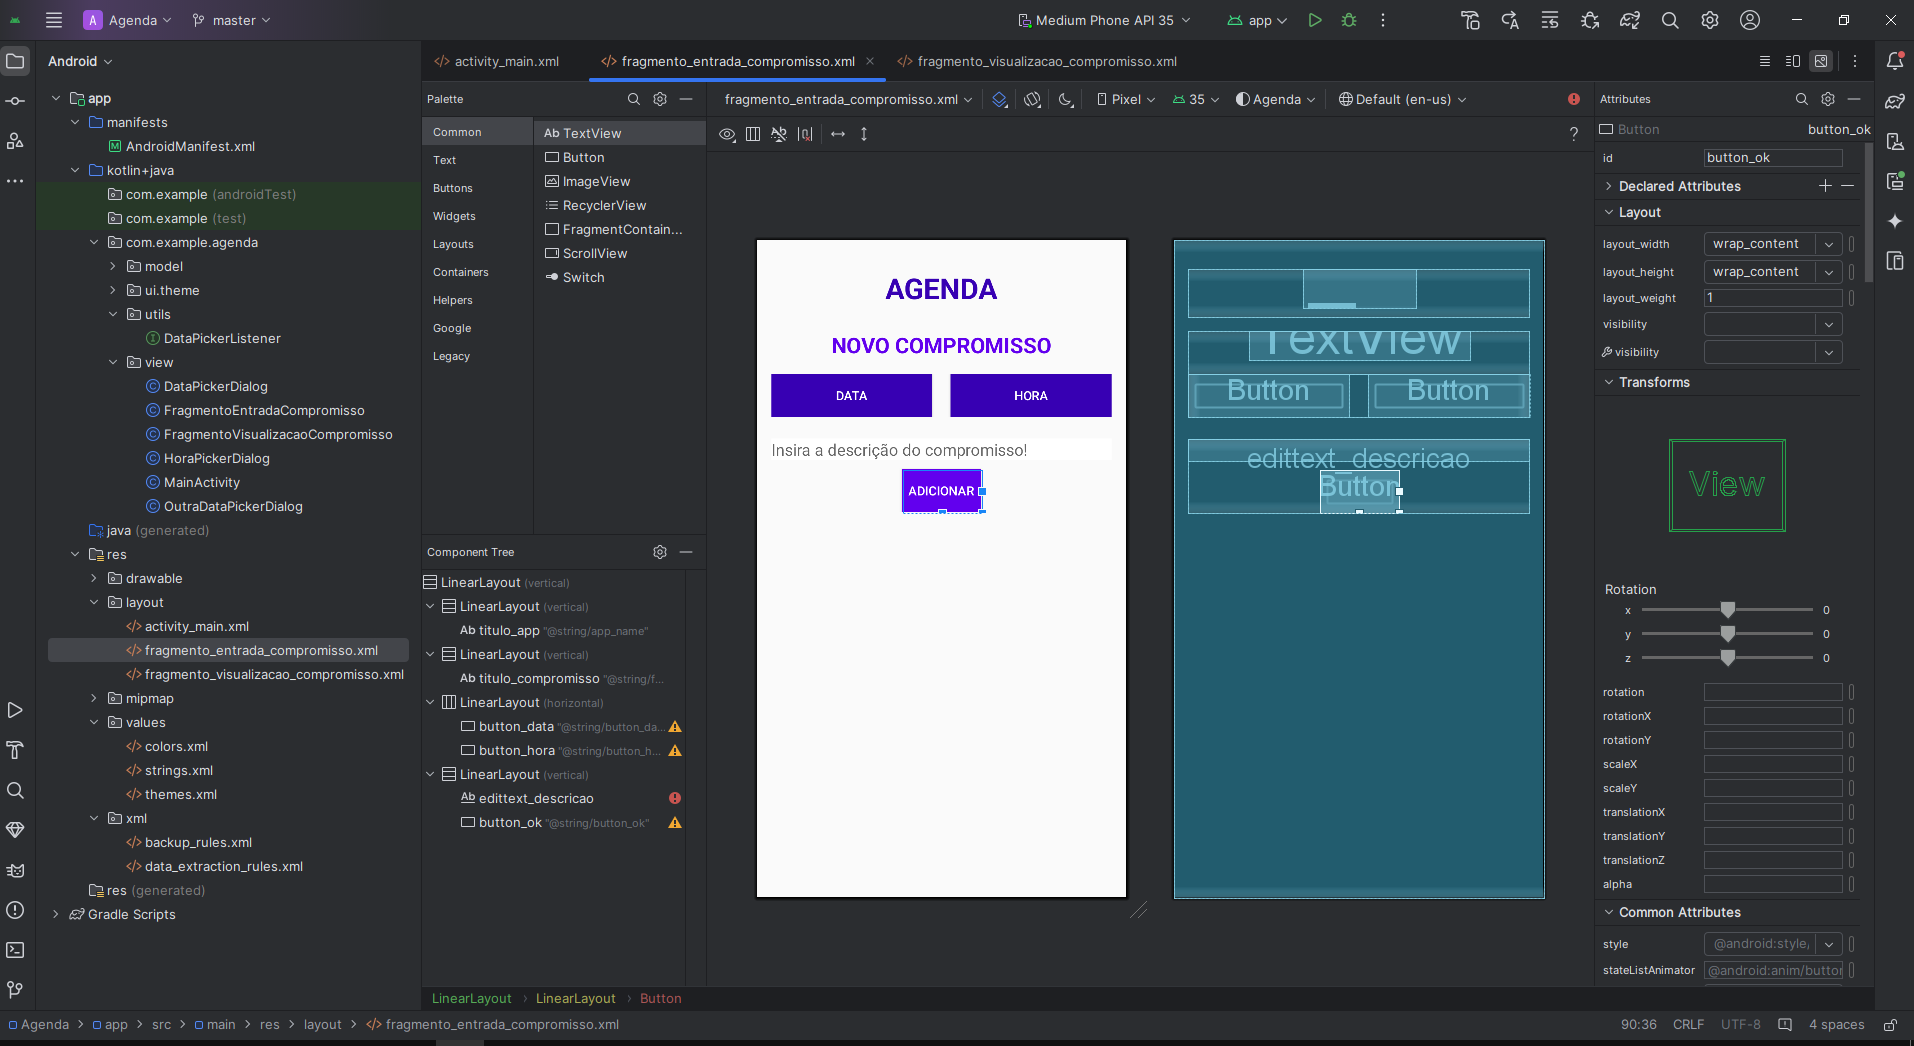 A Agenda
master
Medium Phone API 35
app
Android
app
manifests
AndroidManifest.xml
kotlin+java
com.example (androidTest)
com.example (test)
com.example.agenda
model
ui.theme
utils
DataPickerListener
view
DataPickerDialog
FragmentoEntradaCompromisso
FragmentoVisualizacaoCompromisso
HoraPickerDialog
MainActivity
OutraDataPickerDialog
java (generated)
res
drawable
layout
activity_main.xml
fragmento_entrada_compromisso.xml
fragmento_visualizacao_compromisso.xml
mipmap
values
colors.xml
strings.xml
themes.xml
xml
backup_rules.xml
data_extraction_rules.xml
res (generated)
Gradle Scripts
activity_main.xml
fragmento_entrada_compromisso.xml
fragmento_visualizacao_compromisso.xml
Palette
Common
Text
Buttons
Widgets
Layouts
Containers
Helpers
Google
Legacy
Ab TextView
Button
ImageView
RecyclerView
FragmentContain...
ScrollView
Switch
Component Tree
LinearLayout (vertical)
LinearLayout (vertical)
Ab titulo_app "@string/app_name"
LinearLayout (vertical)
Ab titulo_compromisso "@string/f...
LinearLayout (horizontal)
button_data "@string/button_da...
button_hora "@string/button_h...
LinearLayout (vertical)
Ab edittext_descricao
button_ok "@string/button_ok"
fragmento_entrada_compromisso.xml
Pixel
35
Agenda
Default (en-us)
?
AGENDA
NOVO COMPROMISSO
DATA
HORA
Insira a descrição do compromisso!
ADICIONAR
TextView
Button
Button
edittext_descricao
Button
Attributes
Button
button_ok
id
button_ok
Declared Attributes
Layout
layout_width
wrap_content
layout_height
wrap_content
layout_weight
1
visibility
visibility
Transforms
View
Rotation
x 0
y 0
z 0
rotation
rotationX
rotationY
scaleX
scaleY
translationX
translationY
translationZ
alpha
Common Attributes
style
@android:style/
stateListAnimator
@android:anim/button
LinearLayout > LinearLayout > Button
Agenda > app > src > main > res > layout > fragmento_entrada_compromisso.xml
90:36
CRLF
UTF-8
4 spaces